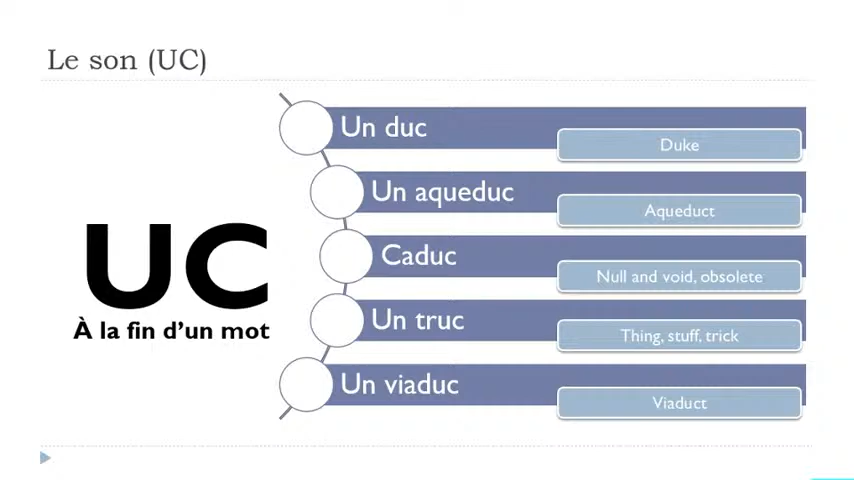 Le son (UC)
UC
À la fin d'un mot
Un duc
Duke
Un aqueduc
Aqueduct
Caduc
Null and void, obsolete
Un truc
Thing, stuff, trick
Un viaduc
Viaduct